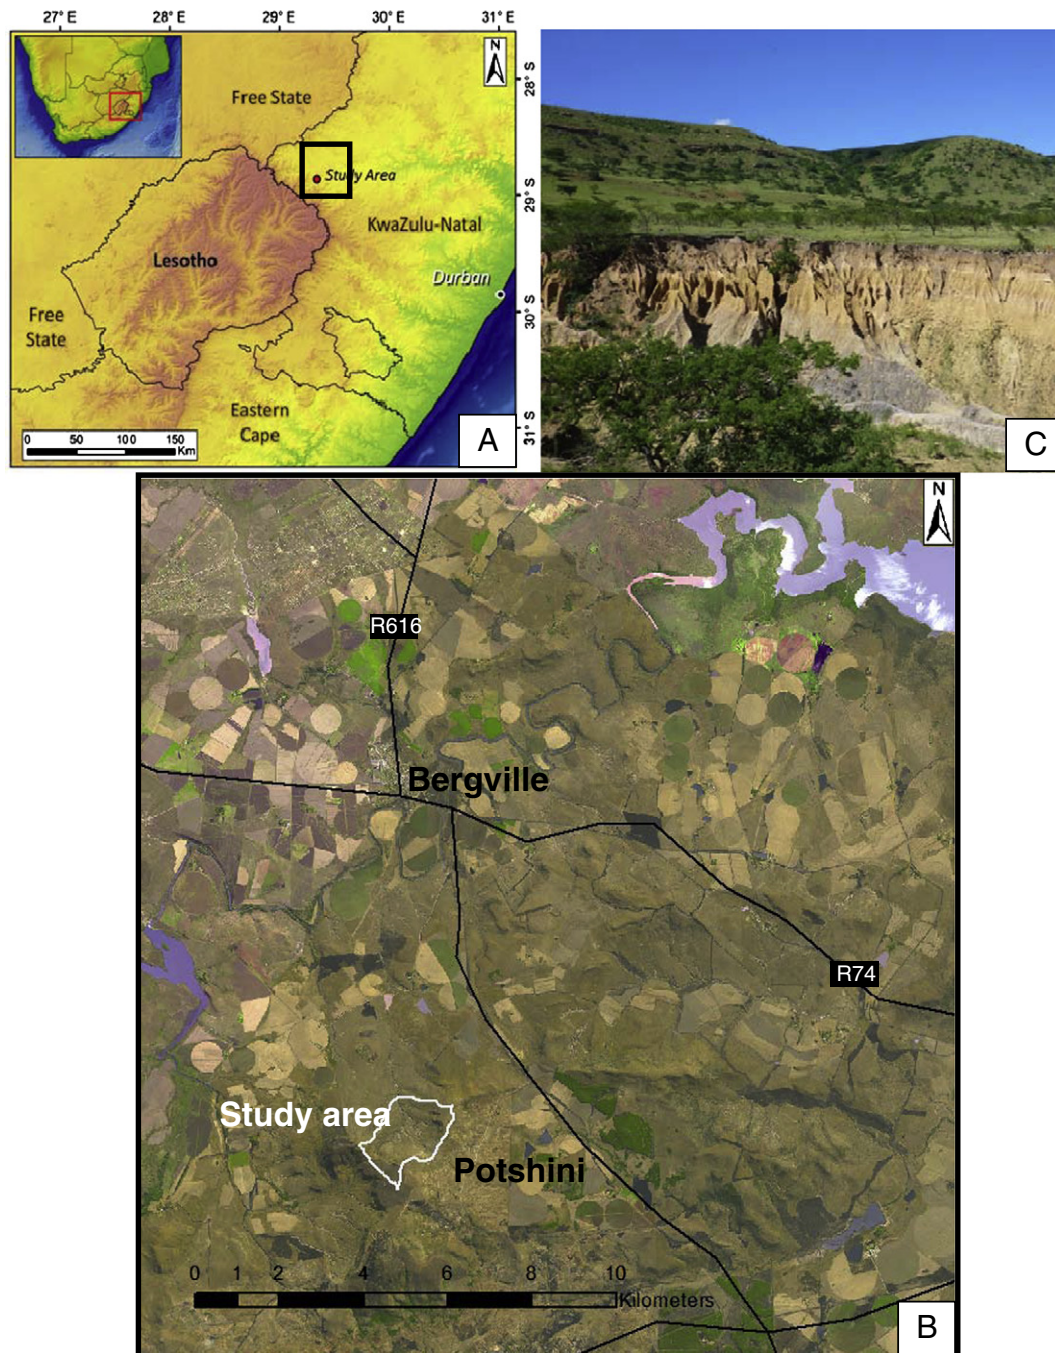 27° E 28° E 29° E 30° E 31° E
N
28° S
Free State
Study Area
29° S
KwaZulu-Natal
Lesotho
Durban
30° S
Free
State
Eastern
Cape
31° S
0 50 100 150
Km
A
C
N
R616
Bergville
R74
Study area
Potshini
0 1 2 4 6 8 10
Kilometers
B